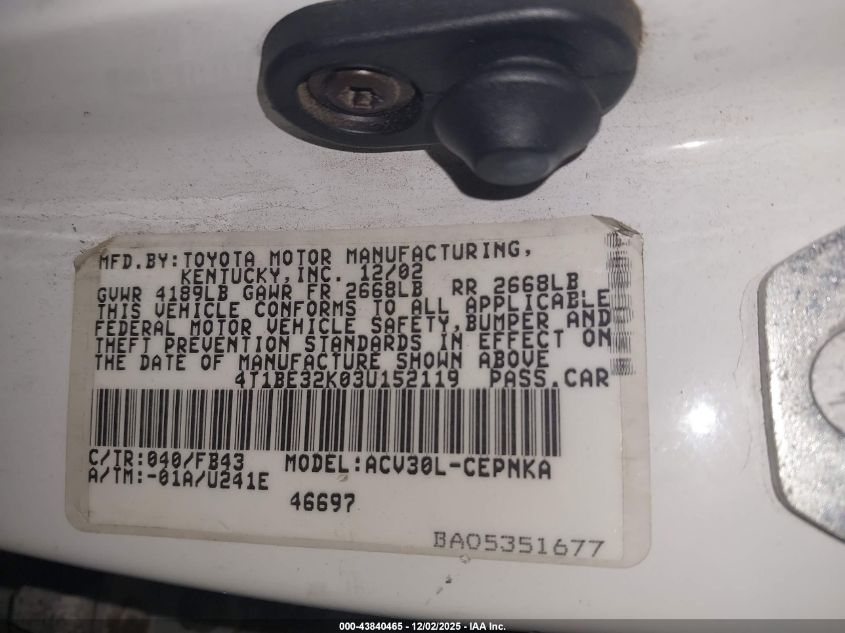 MFD.BY:TOYOTA MOTOR MANUFACTURING,
KENTUCKY,INC. 12/02
GVWR 4189LB GAWR FR 2668LB RR 2668LB
THIS VEHICLE CONFORMS TO ALL APPLICABLE
FEDERAL MOTOR VEHICLE SAFETY,BUMPER AND
THEFT PREVENTION STANDARDS IN EFFECT ON
THE DATE OF MANUFACTURE SHOWN ABOVE
4T1BE32K03U152119 PASS.CAR
C/TR:040/FB43 MODEL:ACV30L-CEPNKA
A/TM:-01A/U241E
46697
BA05351677
000-43840465 - 12/02/2025 - IAA Inc.